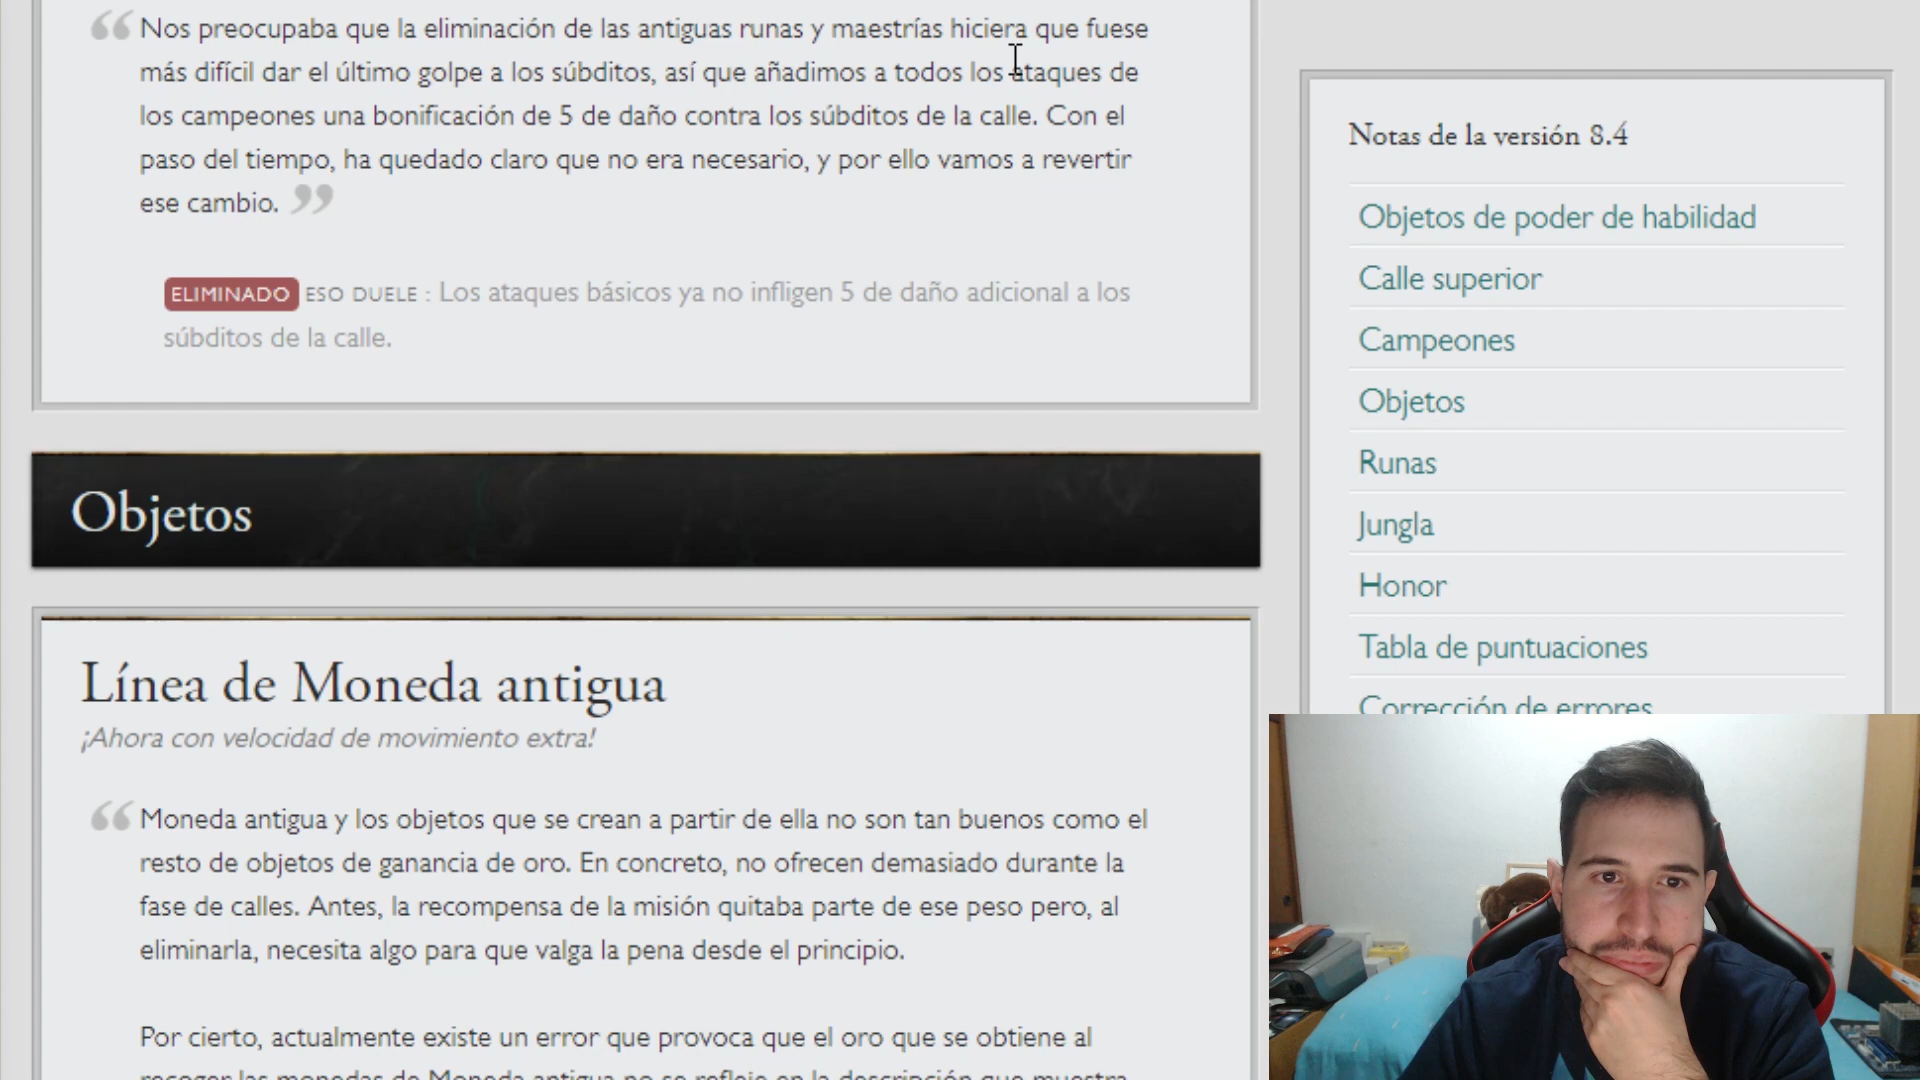 Nos preocupaba que la eliminación de las antiguas runas y maestrías hiciera que fuese
más difícil dar el último golpe a los súbditos, así que añadimos a todos los ataques de
los campeones una bonificación de 5 de daño contra los súbditos de la calle. Con el
paso del tiempo, ha quedado claro que no era necesario, y por ello vamos a revertir
ese cambio.
ELIMINADO ESO DUELE : Los ataques básicos ya no infligen 5 de daño adicional a los
súbditos de la calle.
Objetos
Línea de Moneda antigua
¡Ahora con velocidad de movimiento extra!
Moneda antigua y los objetos que se crean a partir de ella no son tan buenos como el
resto de objetos de ganancia de oro. En concreto, no ofrecen demasiado durante la
fase de calles. Antes, la recompensa de la misión quitaba parte de ese peso pero, al
eliminarla, necesita algo para que valga la pena desde el principio.
Por cierto, actualmente existe un error que provoca que el oro que se obtiene al
recoger las monedas de Moneda antigua no se refleje en la descripción que muestra
Notas de la versión 8.4
Objetos de poder de habilidad
Calle superior
Campeones
Objetos
Runas
Jungla
Honor
Tabla de puntuaciones
Corrección de errores